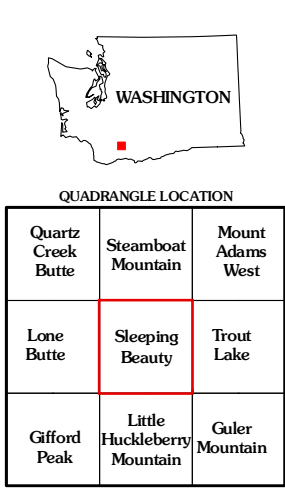 WASHINGTON
QUADRANGLE LOCATION
Quartz
Creek
Butte
Steamboat
Mountain
Mount
Adams
West
Lone
Butte
Sleeping
Beauty
Trout
Lake
Gifford
Peak
Little
Huckleberry
Mountain
Guler
Mountain